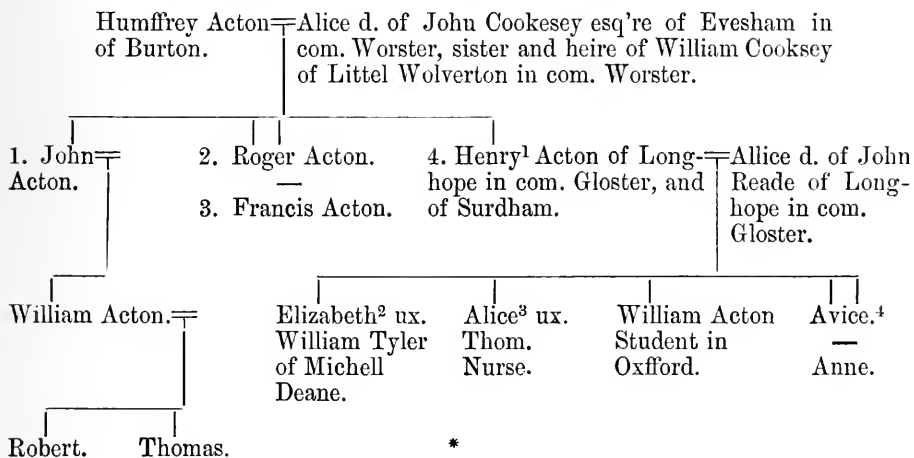 Humffrey Acton Alice d. of John Cookesey esq're of Evesham in
of Burton. com. Worster, sister and heire of William Cooksey
of Littel Wolverton in com. Worster.
1. John
Acton.
2. Roger Acton.
—
3. Francis Acton.
4. Henry¹ Acton of Long-
hope in com. Gloster, and
of Surdham.
Allice d. of John
Reade of Long-
hope in com.
Gloster.
William Acton.
Elizabeth² ux.
William Tyler
of Michell
Deane.
Alice³ ux.
Thom.
Nurse.
William Acton
Student in
Oxfford.
Avice.⁴
—
Anne.
Robert. Thomas.
*